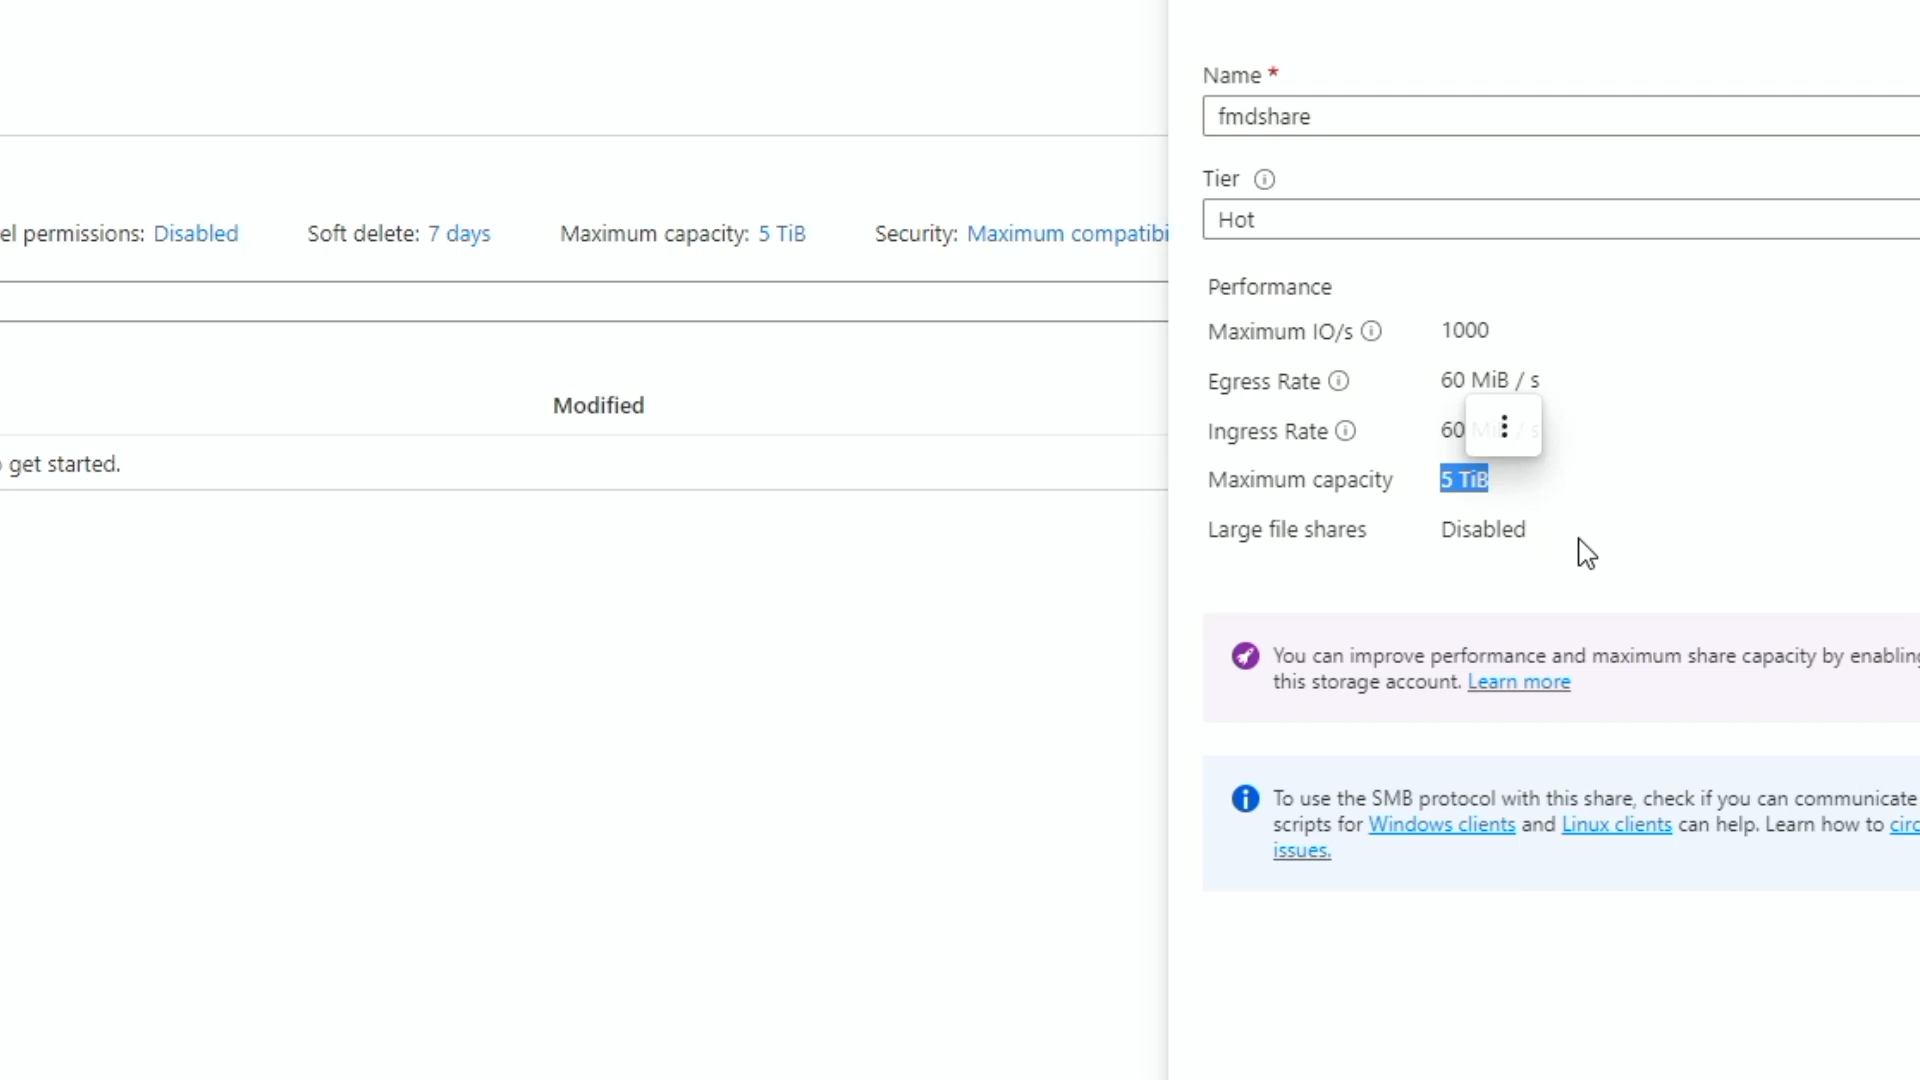 el permissions: Disabled Soft delete: 7 days Maximum capacity: 5 TiB Security: Maximum compatibi
Modified
get started.
Name *
fmdshare
Tier
Hot
Performance
Maximum IO/s 1000
Egress Rate 60 MiB / s
Ingress Rate 60 MiB / s
Maximum capacity 5 TiB
Large file shares Disabled
You can improve performance and maximum share capacity by enabling
this storage account. Learn more
To use the SMB protocol with this share, check if you can communicate
scripts for Windows clients and Linux clients can help. Learn how to circ
issues.